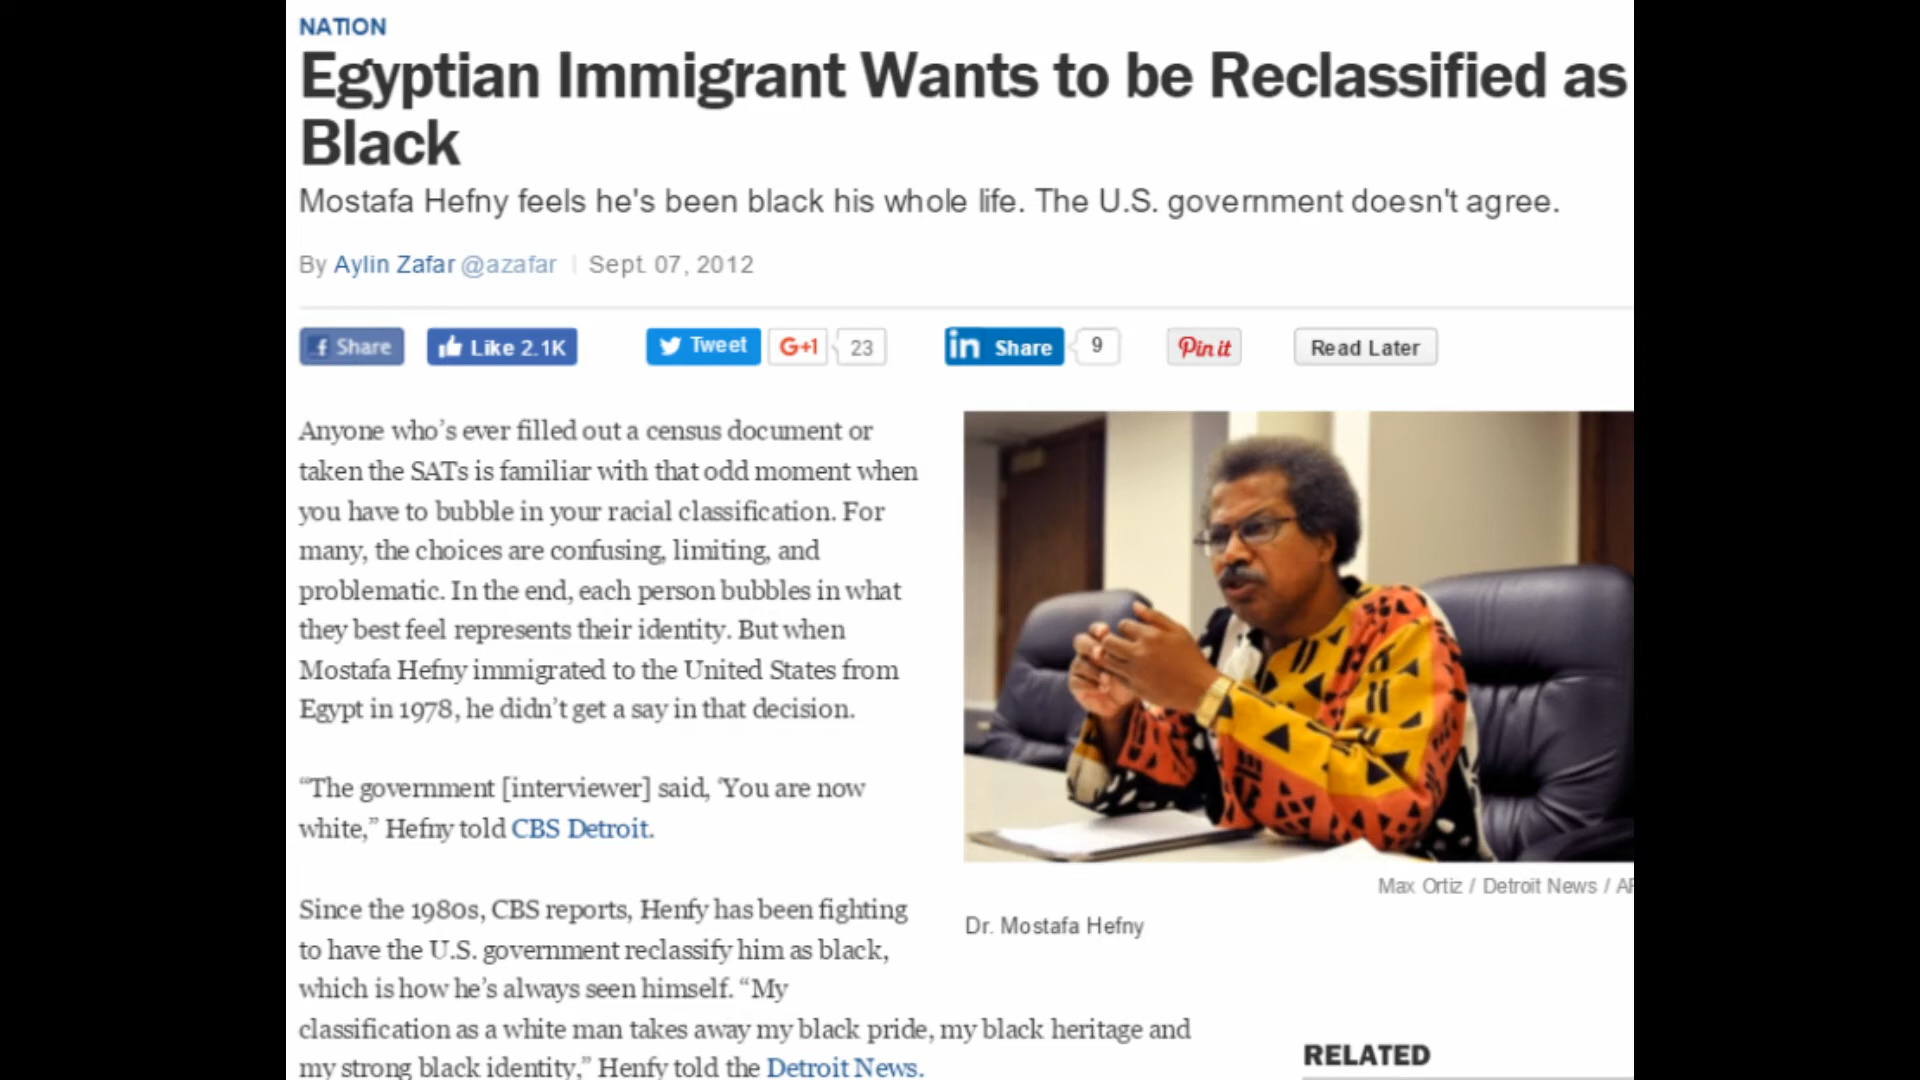 NATION
Egyptian Immigrant Wants to be Reclassified as
Black
Mostafa Hefny feels he's been black his whole life. The U.S. government doesn't agree.
By Aylin Zafar @azafar | Sept. 07, 2012
f Share
Like 2.1K
Tweet
G+1
23
in Share
9
Pin it
Read Later
Anyone who’s ever filled out a census document or
taken the SATs is familiar with that odd moment when
you have to bubble in your racial classification. For
many, the choices are confusing, limiting, and
problematic. In the end, each person bubbles in what
they best feel represents their identity. But when
Mostafa Hefny immigrated to the United States from
Egypt in 1978, he didn’t get a say in that decision.
“The government [interviewer] said, ‘You are now
white,” Hefny told CBS Detroit.
Since the 1980s, CBS reports, Henfy has been fighting
to have the U.S. government reclassify him as black,
which is how he’s always seen himself. “My
classification as a white man takes away my black pride, my black heritage and
my strong black identity,” Henfy told the Detroit News.
Max Ortiz / Detroit News /
Dr. Mostafa Hefny
RELATED